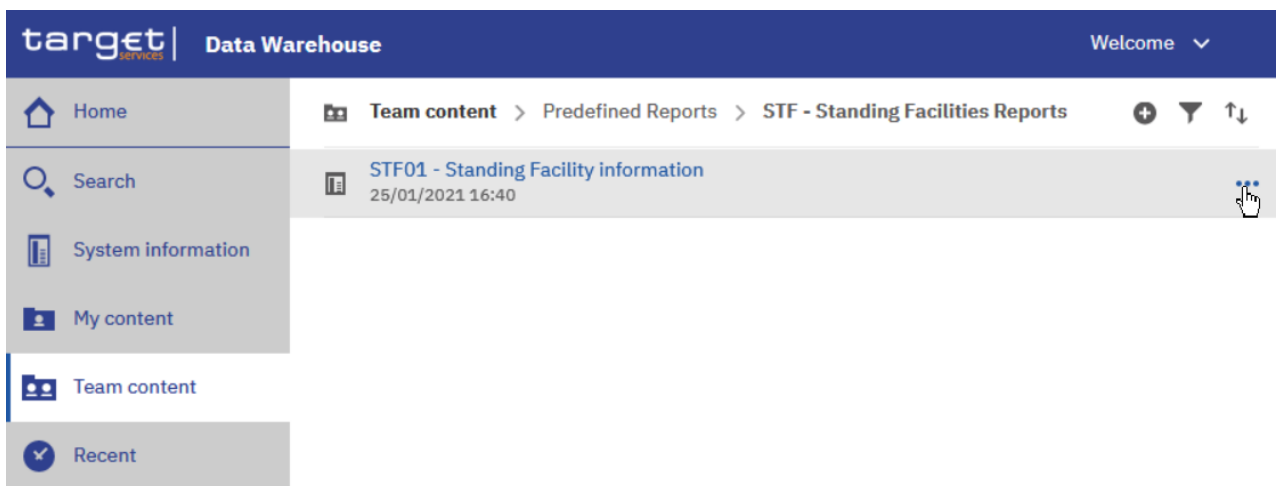 target services | Data Warehouse
Welcome
Home
Team content > Predefined Reports > STF - Standing Facilities Reports
Search
STF01 - Standing Facility information
25/01/2021 16:40
System information
My content
Team content
Recent